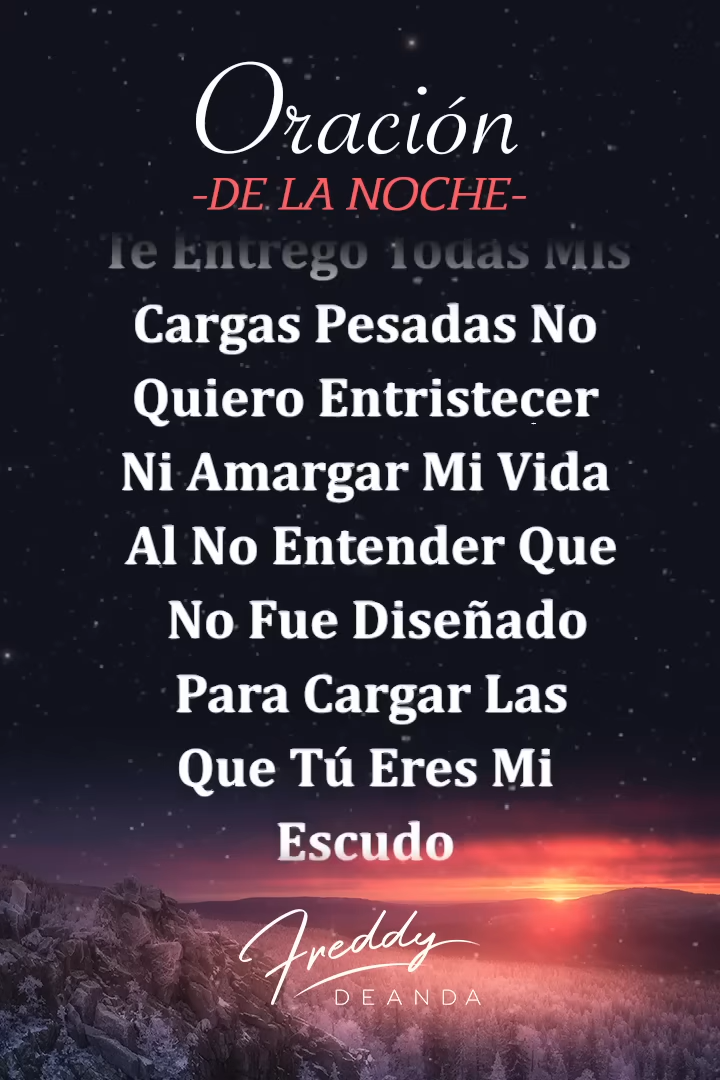 Oración
-DE LA NOCHE-
Te Entrego Todas Mis
Cargas Pesadas No
Quiero Entristecer
Ni Amargar Mi Vida
Al No Entender Que
No Fue Diseñado
Para Cargar Las
Que Tú Eres Mi
Escudo
Freddy
DEANDA